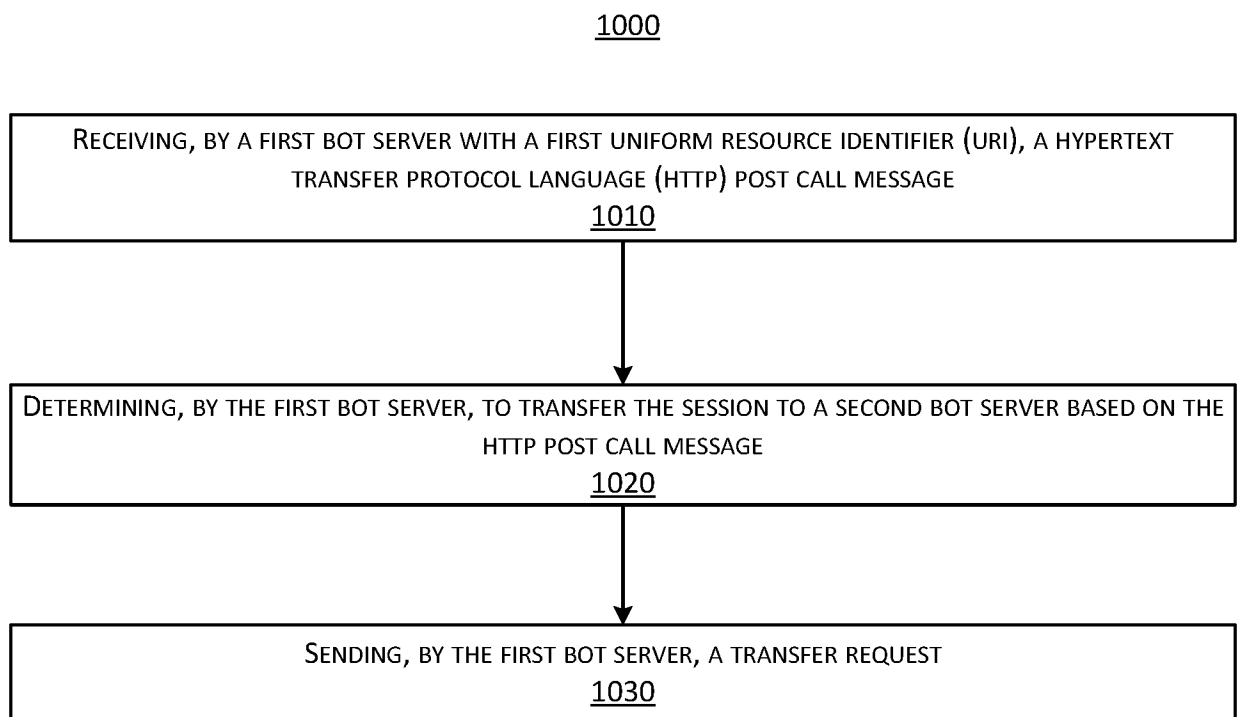 1000
RECEIVING, BY A FIRST BOT SERVER WITH A FIRST UNIFORM RESOURCE IDENTIFIER (URI), A HYPERTEXT
TRANSFER PROTOCOL LANGUAGE (HTTP) POST CALL MESSAGE
1010
DETERMINING, BY THE FIRST BOT SERVER, TO TRANSFER THE SESSION TO A SECOND BOT SERVER BASED ON THE
HTTP POST CALL MESSAGE
1020
SENDING, BY THE FIRST BOT SERVER, A TRANSFER REQUEST
1030